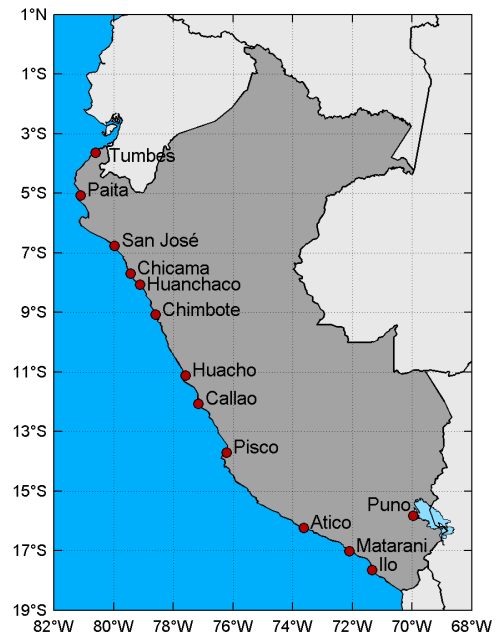 1°N
1°S
3°S
Tumbes
5°S
Paita
San José
7°S
Chicama
Huanchaco
9°S
Chimbote
11°S
Huacho
Callao
13°S
Pisco
15°S
Puno
Atico
17°S
Matarani
Ilo
19°S
82°W 80°W 78°W 76°W 74°W 72°W 70°W 68°W